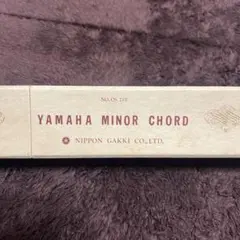 YAMAHA MINOR CHORD
NIPPON GAKKI CO., LTD.